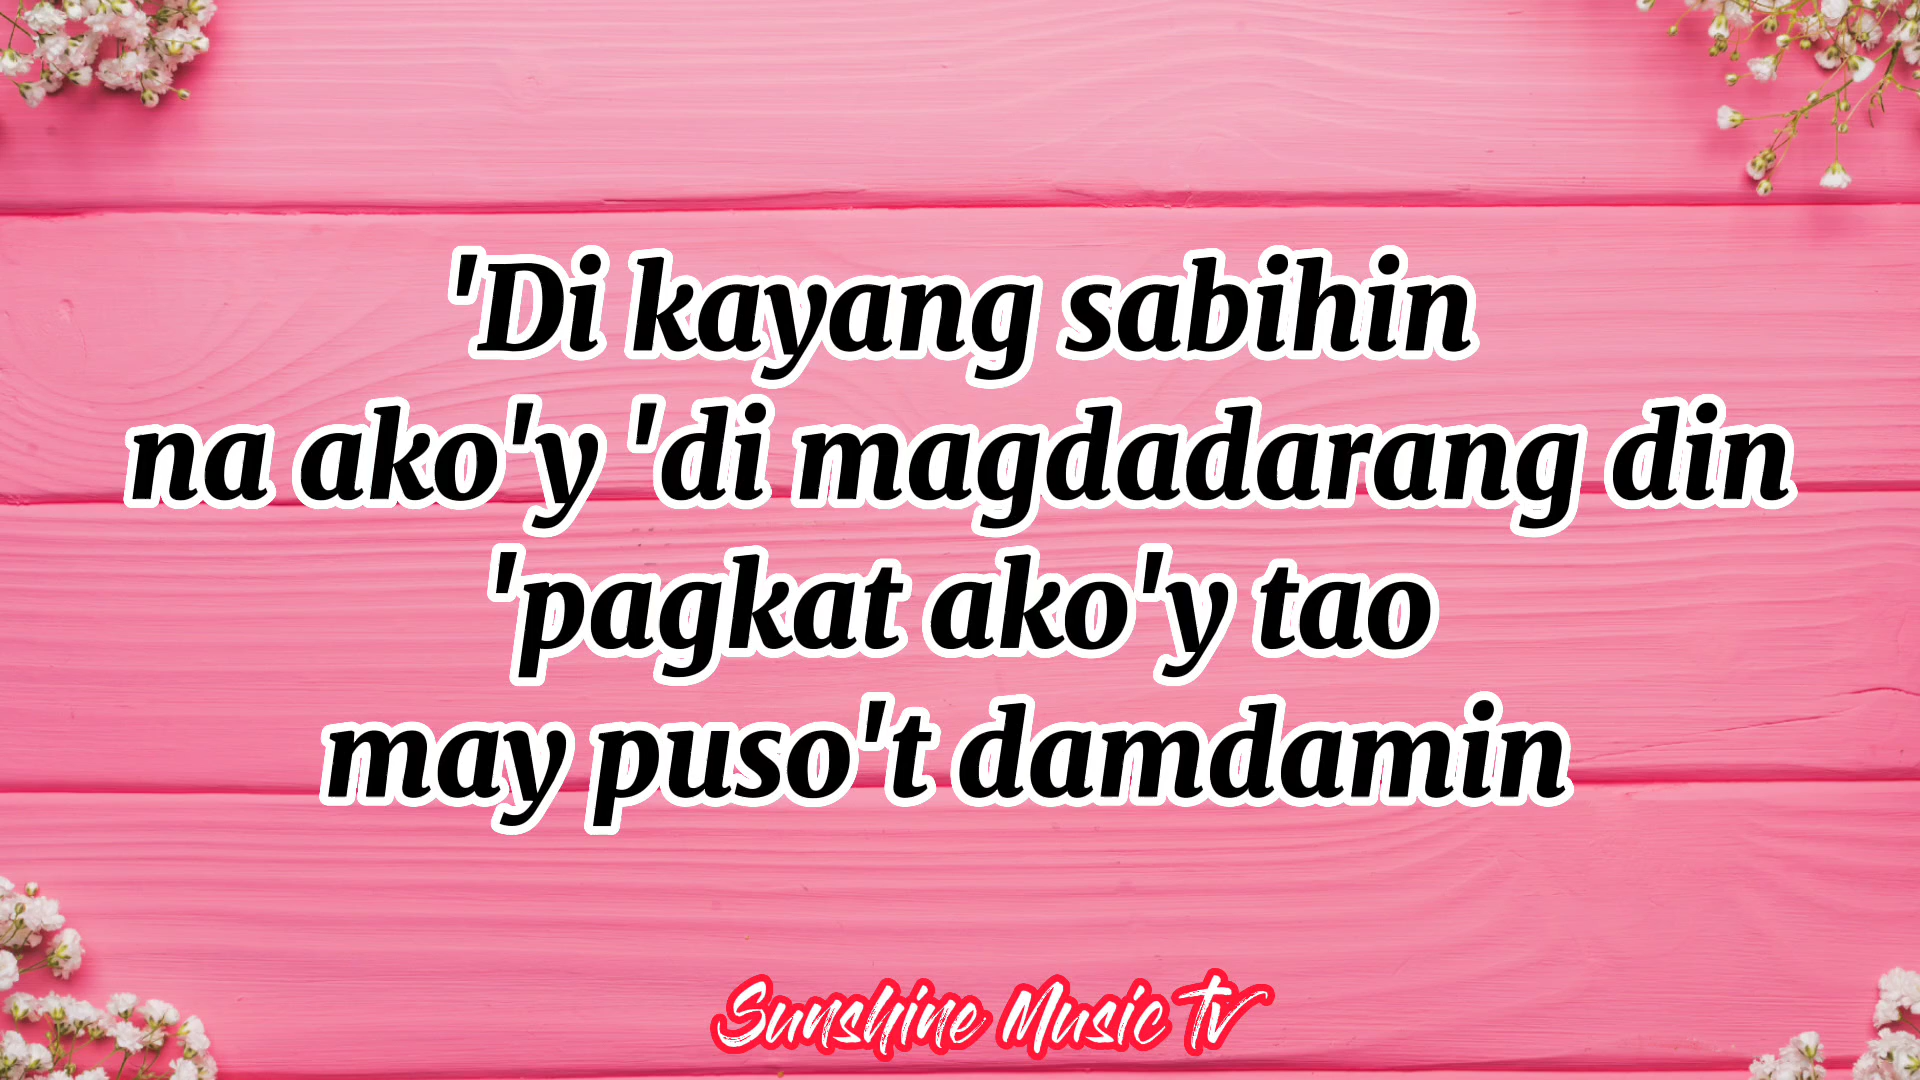 'Di kayang sabihin
na ako'y 'di magdadarang din
'pagkat ako'y tao
may puso't damdamin
Sunshine Music Tv